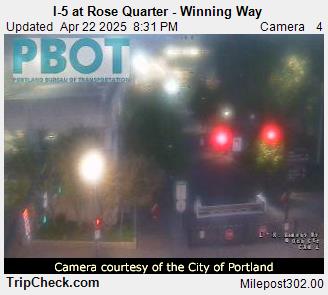 I-5 at Rose Quarter - Winning Way
Updated Apr 22 2025 8:31 PM Camera 4
PBOT
PORTLAND BUREAU OF TRANSPORTATION
Camera courtesy of the City of Portland
TripCheck.com Milepost302.00